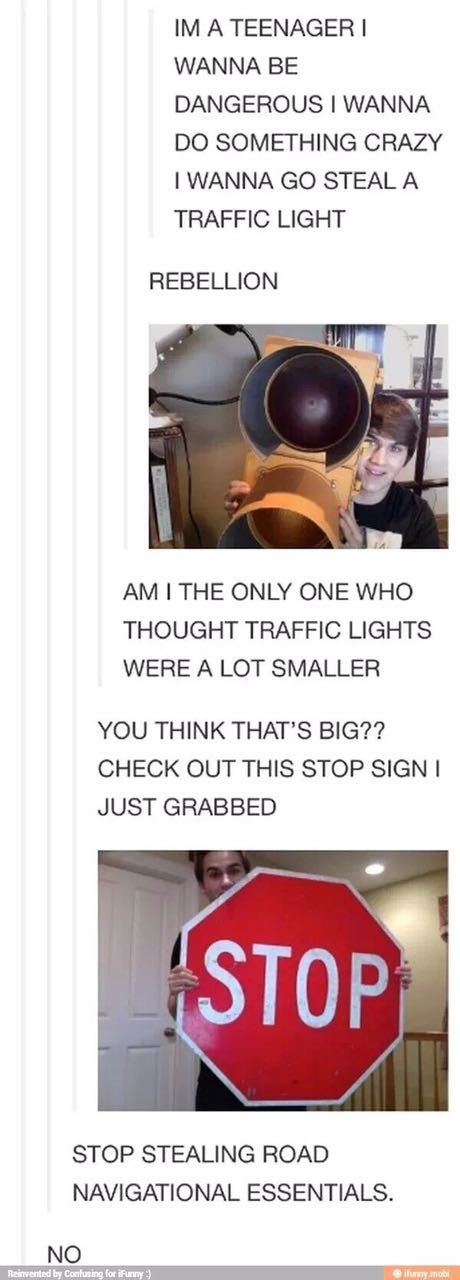 IM A TEENAGER I
WANNA BE
DANGEROUS I WANNA
DO SOMETHING CRAZY
I WANNA GO STEAL A
TRAFFIC LIGHT
REBELLION
AM I THE ONLY ONE WHO
THOUGHT TRAFFIC LIGHTS
WERE A LOT SMALLER
YOU THINK THAT'S BIG??
CHECK OUT THIS STOP SIGN I
JUST GRABBED
STOP
STOP STEALING ROAD
NAVIGATIONAL ESSENTIALS.
NO
Reinvented by Confusing for iFunny :)
ifunny.mobi